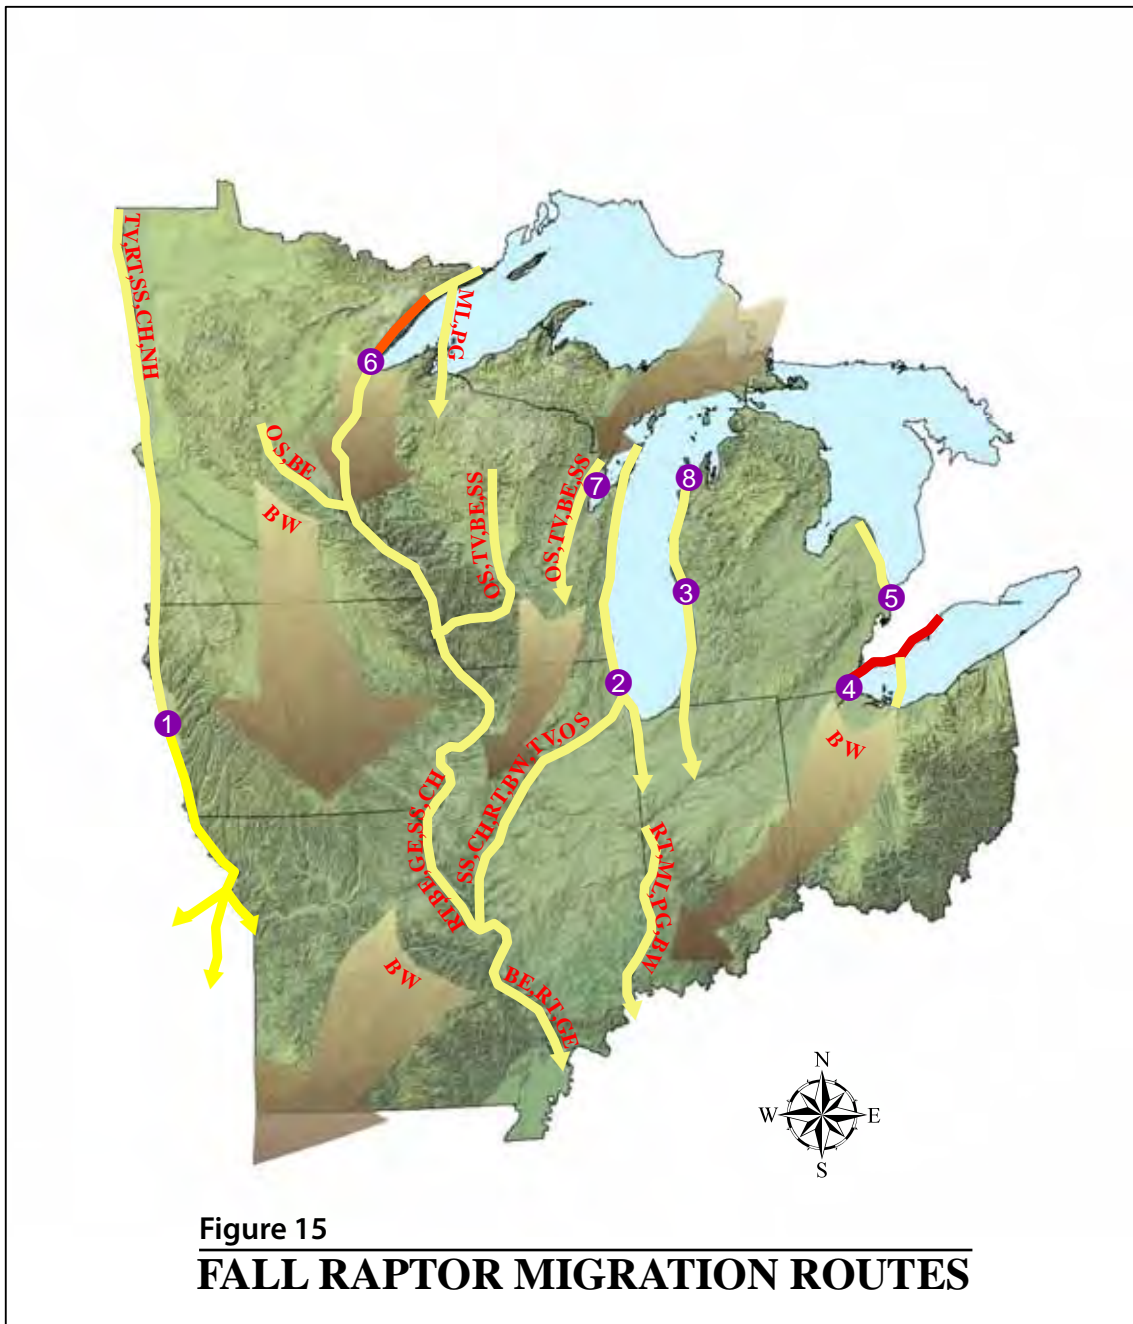 TV,RT,SS,CH,NH
ML,PG
6
O,S,BE
BW
OS,TV,BE,SS
OS,TV,BE,SS
7
8
3
5
2
4
1
BW
SS,CH,RT,BW,TV,OS
RT,BE,GE,SS,CH
RT,ML,PG,BW
BW
BE,RT,GE
N
W
E
S
Figure 15
FALL RAPTOR MIGRATION ROUTES